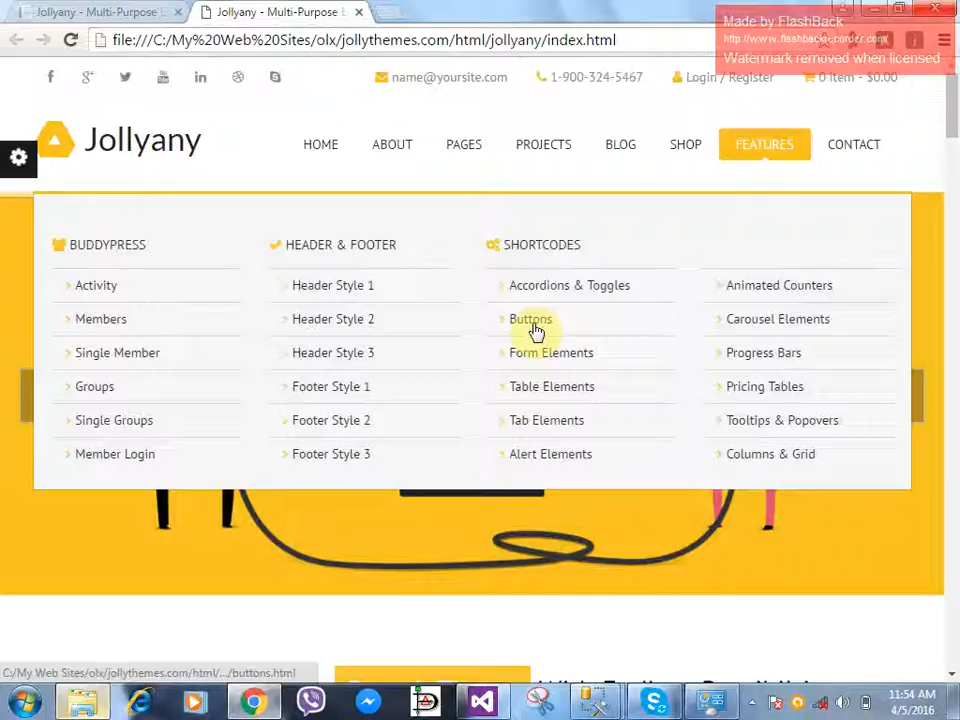 Jollyany - Multi-Purpose
Jollyany - Multi-Purpose E
Made by FlashBack
http://www.flashbackrecorder.com/
Watermark removed when licensed
file:///C:/My%20Web%20Sites/olx/jollythemes.com/html/jollyany/index.html
name@yoursite.com
1-900-324-5467
Login / Register
0 item - $0.00
Jollyany
HOME
ABOUT
PAGES
PROJECTS
BLOG
SHOP
FEATURES
CONTACT
BUDDYPRESS
Activity
Members
Single Member
Groups
Single Groups
Member Login
HEADER & FOOTER
Header Style 1
Header Style 2
Header Style 3
Footer Style 1
Footer Style 2
Footer Style 3
SHORTCODES
Accordions & Toggles
Buttons
Form Elements
Table Elements
Tab Elements
Alert Elements
Animated Counters
Carousel Elements
Progress Bars
Pricing Tables
Tooltips & Popovers
Columns & Grid
C:/My Web Sites/olx/jollythemes.com/html/.../buttons.html
11:54 AM
4/5/2016